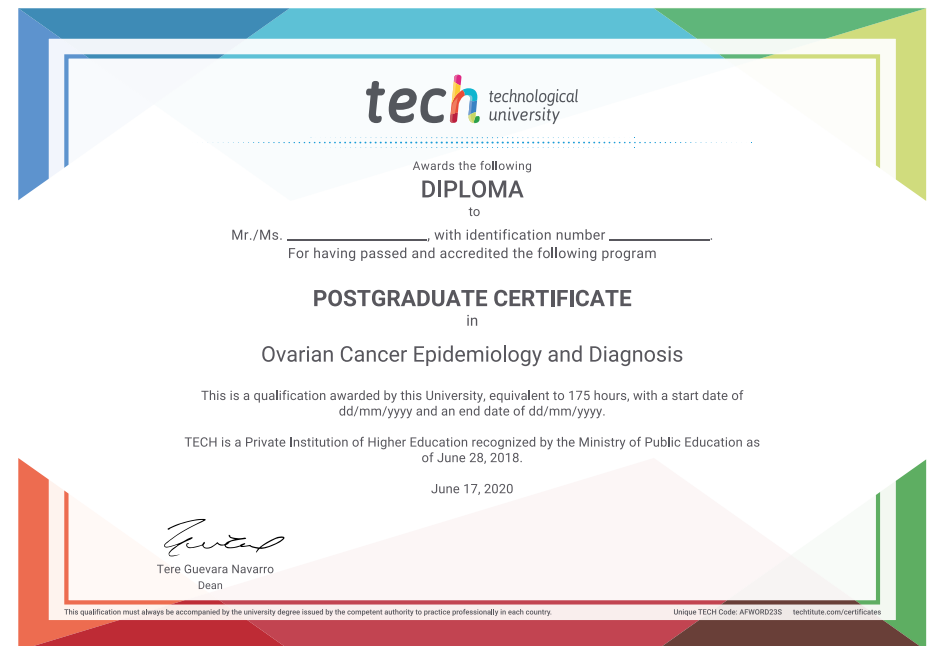 tech technological
university
Awards the following
DIPLOMA
to
Mr./Ms. ____________, with identification number ____________.
For having passed and accredited the following program
POSTGRADUATE CERTIFICATE
in
Ovarian Cancer Epidemiology and Diagnosis
This is a qualification awarded by this University, equivalent to 175 hours, with a start date of
dd/mm/yyyy and an end date of dd/mm/yyyy.
TECH is a Private Institution of Higher Education recognized by the Ministry of Public Education as
of June 28, 2018.
June 17, 2020
Tere Guevara Navarro
Dean
This qualification must always be accompanied by the university degree issued by the competent authority to practice professionally in each country.
Unique TECH Code: AFWORD23S techtitute.com/certificates